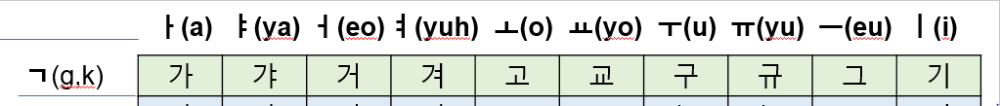 ㅏ(a) ㅑ(ya) ㅓ(eo) ㅕ(yuh) ㅗ(o) ㅛ(yo) ㅜ(u) ㅠ(yu) ㅡ(eu) ㅣ(i)
ㄱ(g,k) 가 갸 거 겨 고 교 구 규 그 기